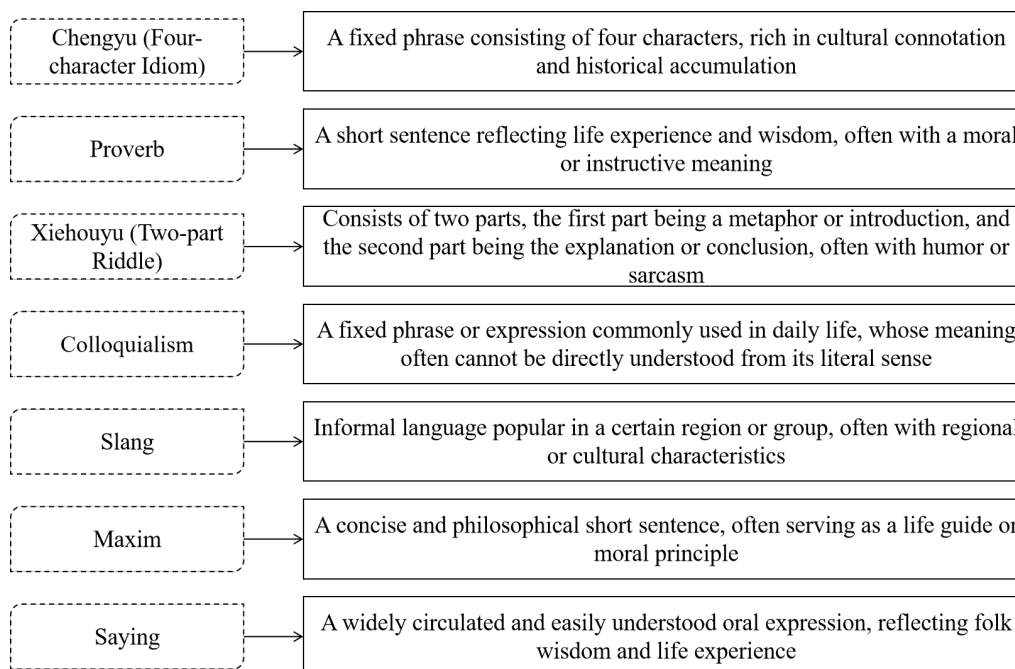 Chengyu (Four-
character Idiom)
A fixed phrase consisting of four characters, rich in cultural connotation
and historical accumulation
Proverb
A short sentence reflecting life experience and wisdom, often with a moral
or instructive meaning
Xiehouyu (Two-part
Riddle)
Consists of two parts, the first part being a metaphor or introduction, and
the second part being the explanation or conclusion, often with humor or
sarcasm
Colloquialism
A fixed phrase or expression commonly used in daily life, whose meaning
often cannot be directly understood from its literal sense
Slang
Informal language popular in a certain region or group, often with regional
or cultural characteristics
Maxim
A concise and philosophical short sentence, often serving as a life guide or
moral principle
Saying
A widely circulated and easily understood oral expression, reflecting folk
wisdom and life experience